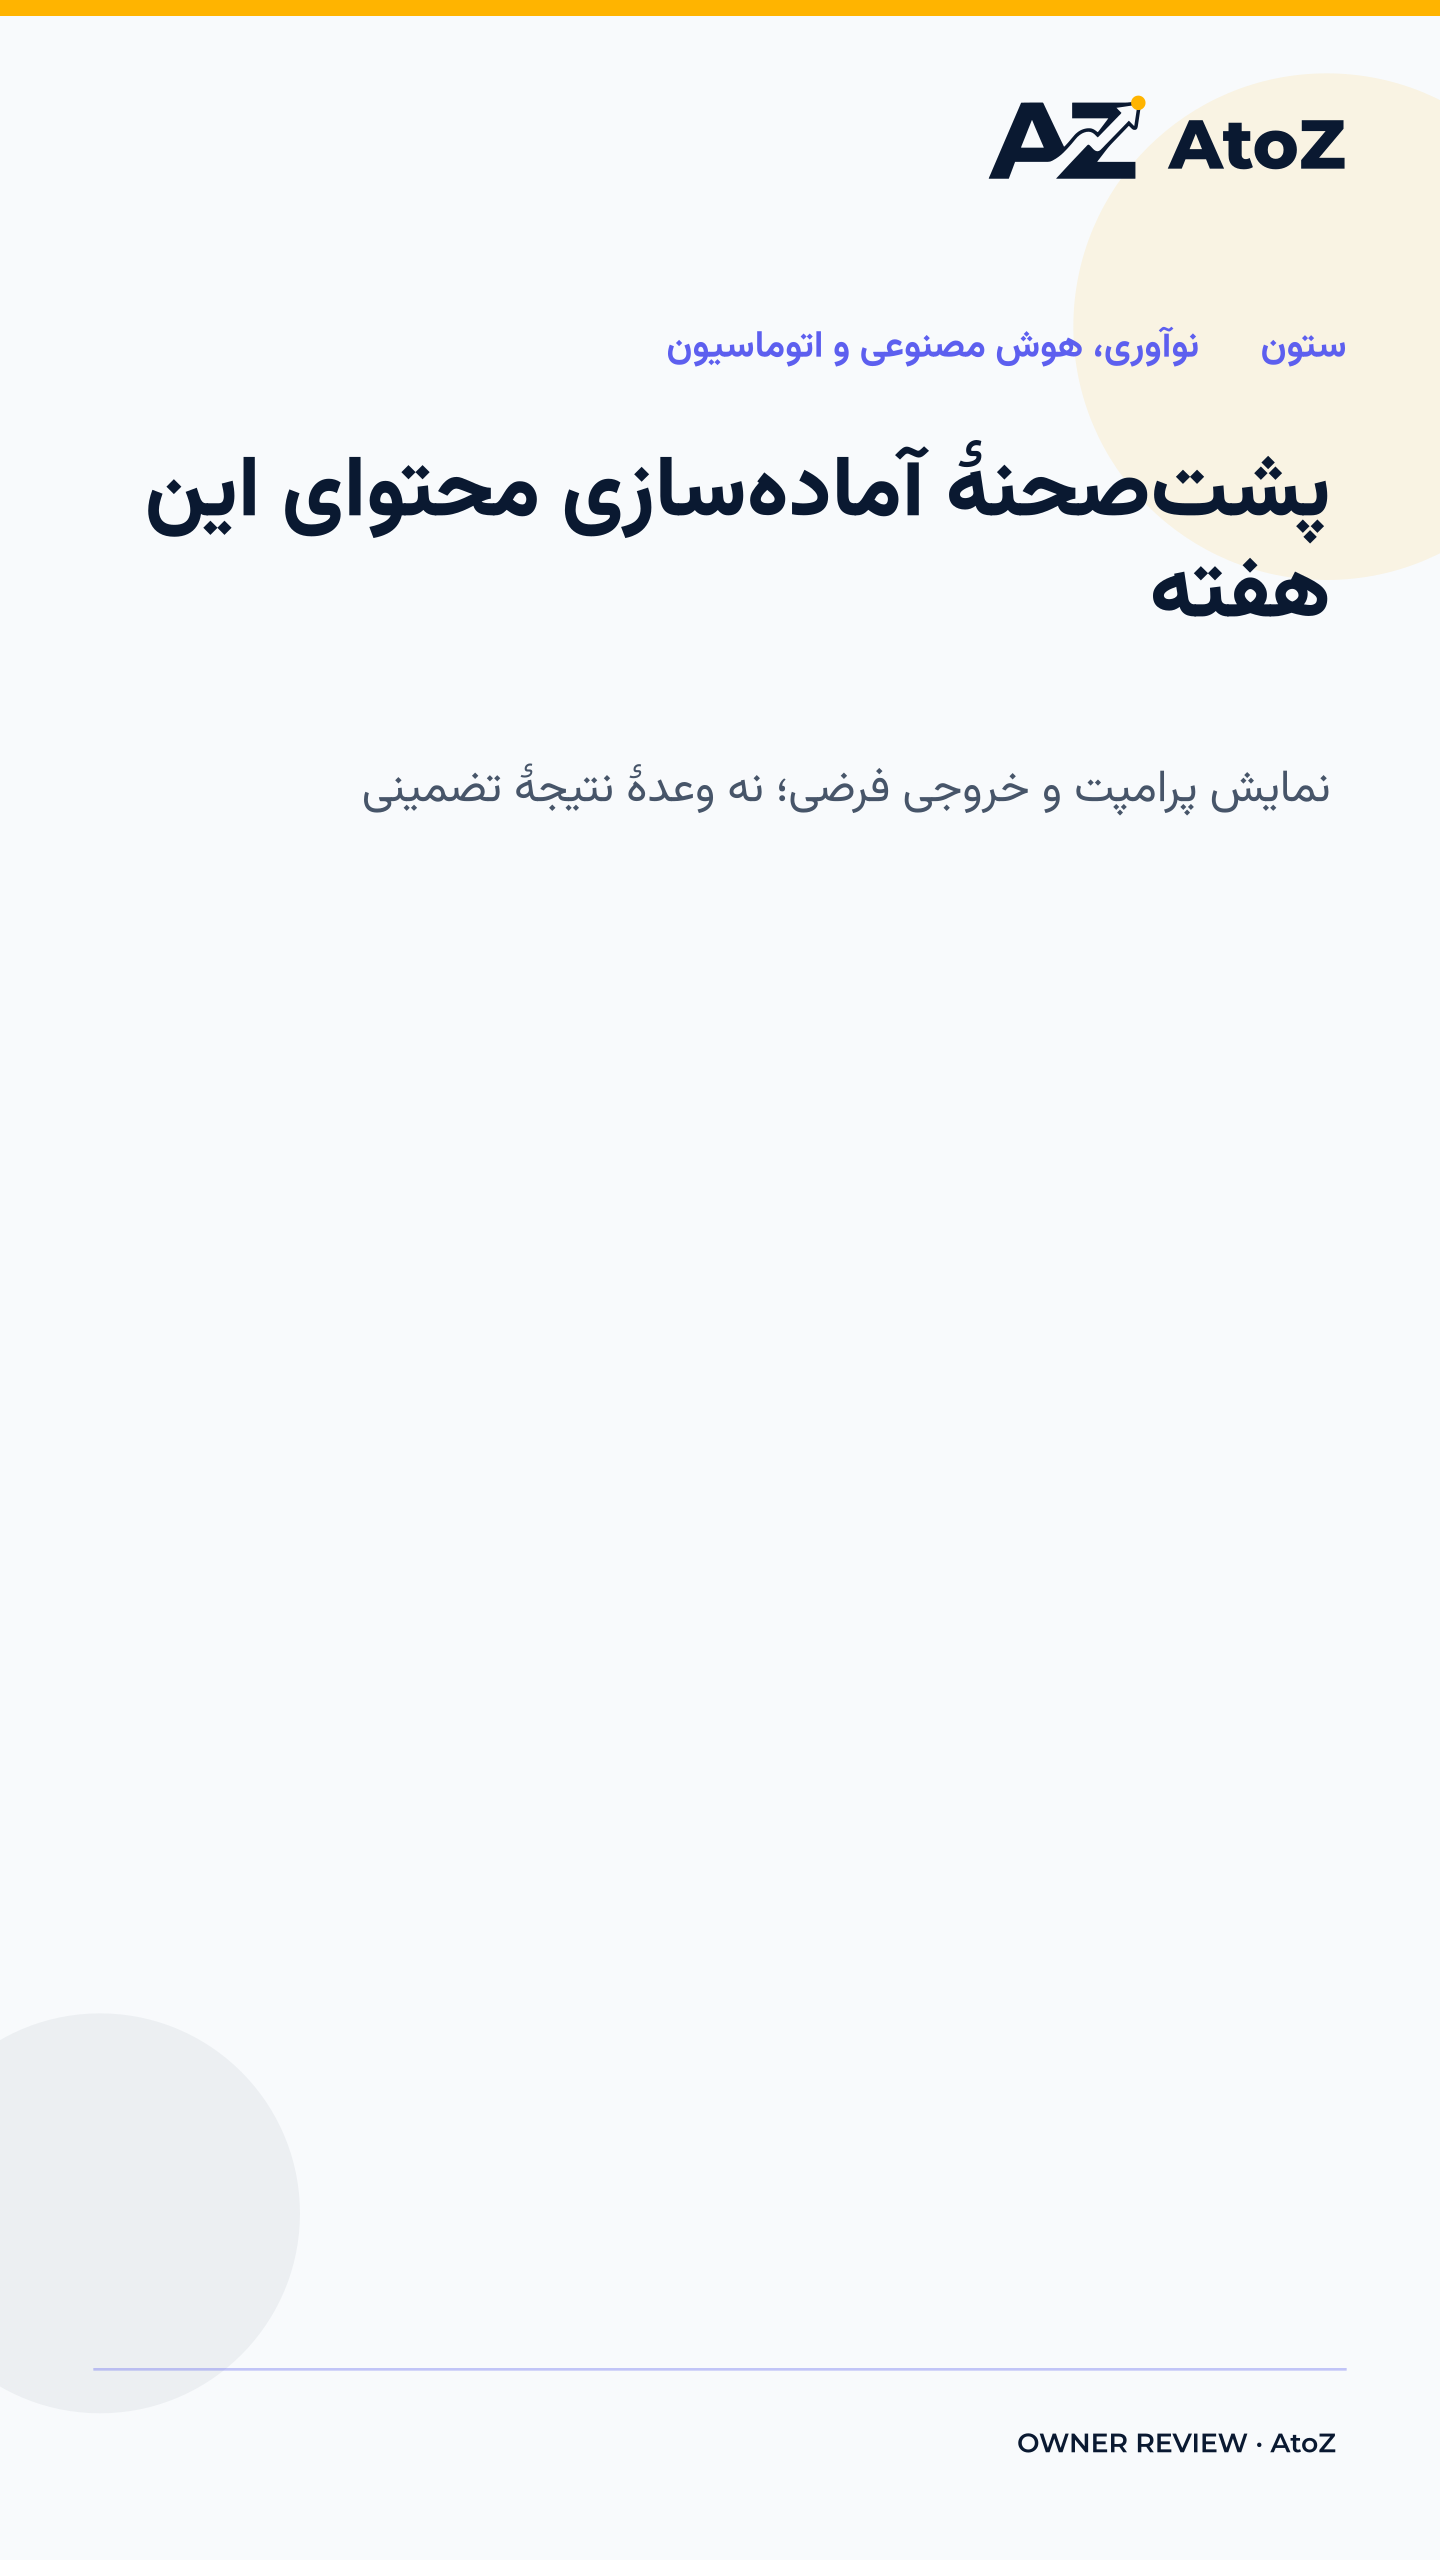 AZ AtoZ
ستون نوآوری، هوش مصنوعی و اتوماسیون
پشت‌صحنهٔ آماده‌سازی محتوای این
هفته
نمایش پرامپت و خروجی فرضی؛ نه وعدهٔ نتیجهٔ تضمینی
OWNER REVIEW · AtoZ